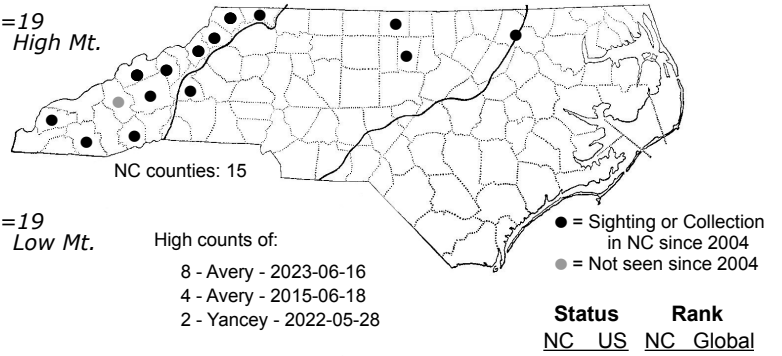 =19
High Mt.
NC counties: 15
=19
Low Mt.
High counts of:
8 - Avery - 2023-06-16
4 - Avery - 2015-06-18
2 - Yancey - 2022-05-28
● = Sighting or Collection
in NC since 2004
● = Not seen since 2004
Status Rank
NC US NC Global